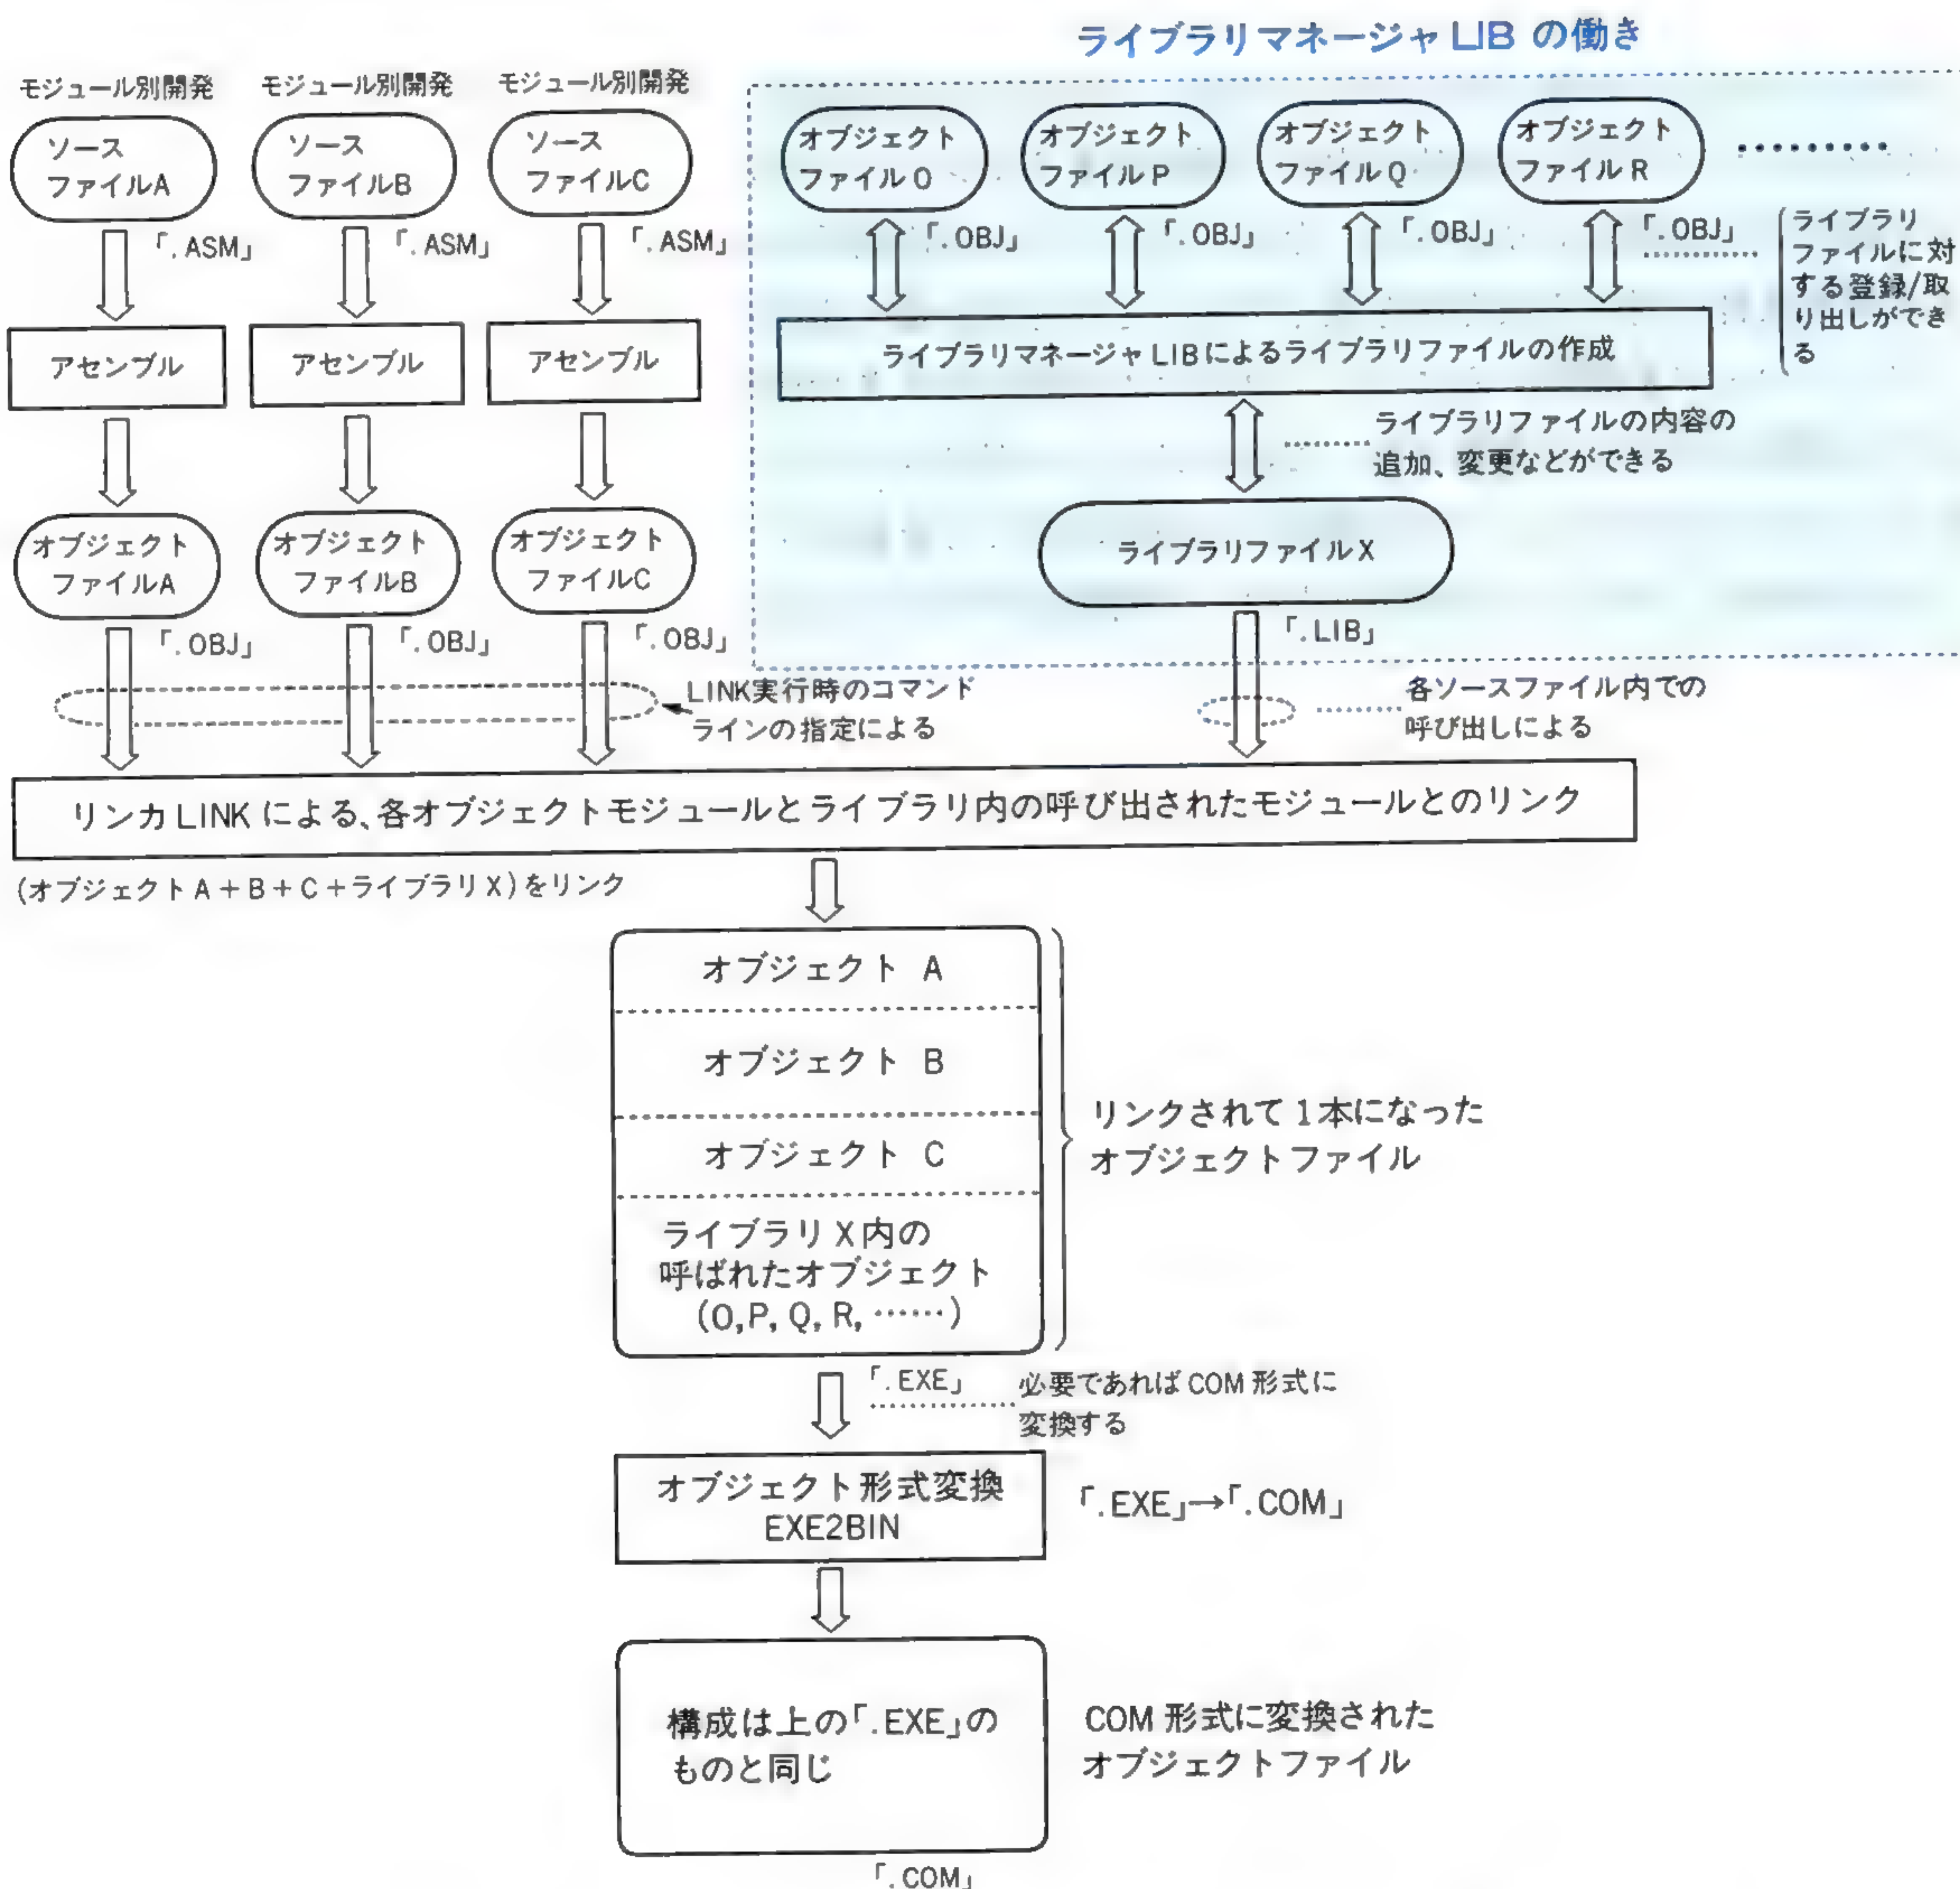 ライブラリマネージャ LIB の働き
モジュール別開発
モジュール別開発
モジュール別開発
ソース
ファイルA
ソース
ファイルB
ソース
ファイルC
「.ASM」
「.ASM」
「.ASM」
アセンブル
アセンブル
アセンブル
オブジェクト
ファイルA
オブジェクト
ファイルB
オブジェクト
ファイルC
「.OBJ」
「.OBJ」
「.OBJ」
LINK実行時のコマンド
ラインの指定による
オブジェクト
ファイルO
オブジェクト
ファイルP
オブジェクト
ファイルQ
オブジェクト
ファイルR
………
「.OBJ」
「.OBJ」
「.OBJ」
「.OBJ」
ライブラリ
ファイルに対
する登録/取
り出しができ
る
ライブラリマネージャLIBによるライブラリファイルの作成
ライブラリファイルの内容の
追加、変更などができる
ライブラリファイルX
「.LIB」
各ソースファイル内での
呼び出しによる
リンカ LINK による、各オブジェクトモジュールとライブラリ内の呼び出されたモジュールとのリンク
(オブジェクト A+B+C+ライブラリ X)をリンク
オブジェクト A
オブジェクト B
オブジェクト C
ライブラリ X 内の
呼ばれたオブジェクト
(O, P, Q, R, ……)
リンクされて 1 本になった
オブジェクトファイル
「.EXE」
必要であれば COM 形式に
変換する
オブジェクト形式変換
EXE2BIN
「.EXE」→「.COM」
構成は上の「.EXE」の
ものと同じ
COM 形式に変換された
オブジェクトファイル
「.COM」